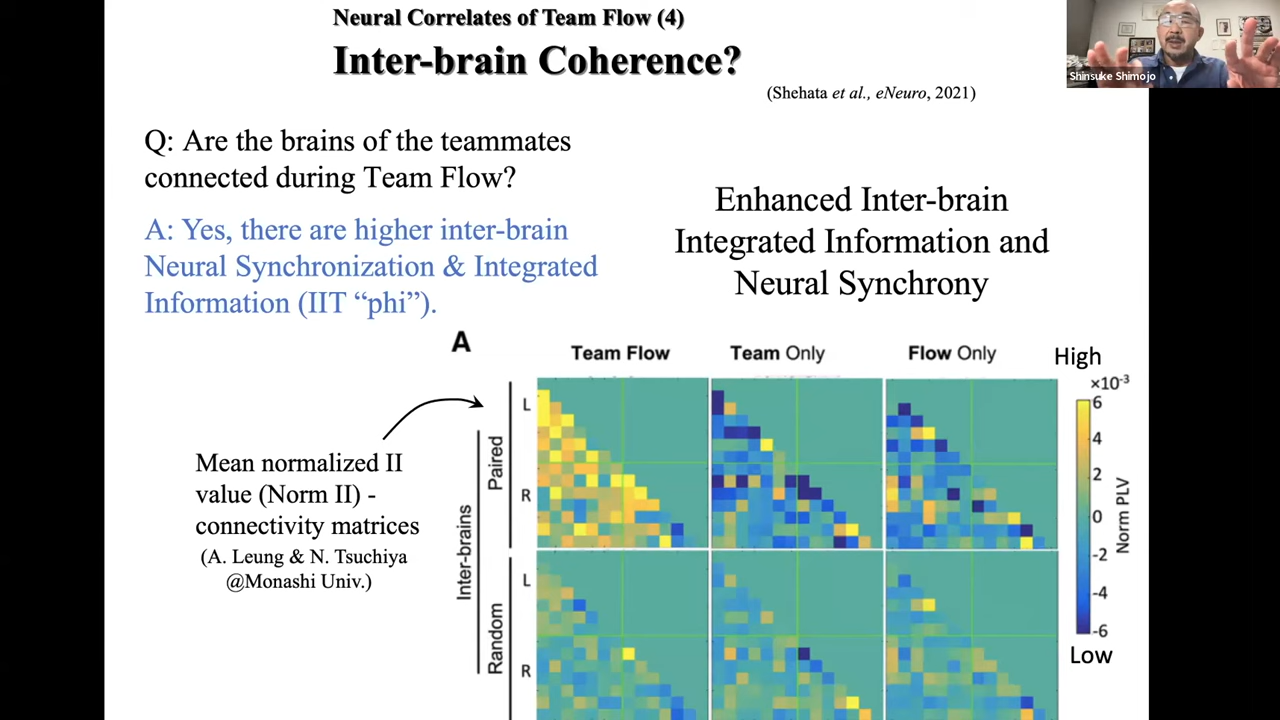 Neural Correlates of Team Flow (4)
Inter-brain Coherence?
(Shehata et al., eNeuro, 2021)
Shinsuke Shimojo
Q: Are the brains of the teammates
connected during Team Flow?
A: Yes, there are higher inter-brain
Neural Synchronization & Integrated
Information (IIT “phi”).
Enhanced Inter-brain
Integrated Information and
Neural Synchrony
A
Team Flow
Team Only
Flow Only
High
×10⁻³
6
4
2
0
-2
-4
-6
Norm PLV
Low
L
R
Paired
L
R
Random
Inter-brains
Mean normalized II
value (Norm II) -
connectivity matrices
(A. Leung & N. Tsuchiya
@Monashi Univ.)